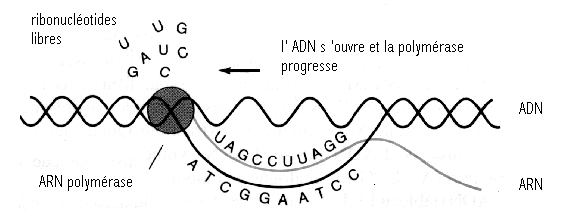 ribonucléotides
libres
U U G
A U C
G C
l' ADN s 'ouvre et la polymérase
progresse
ADN
UAGCCUUAGG
ATCGGAATCC
ARN polymérase
ARN